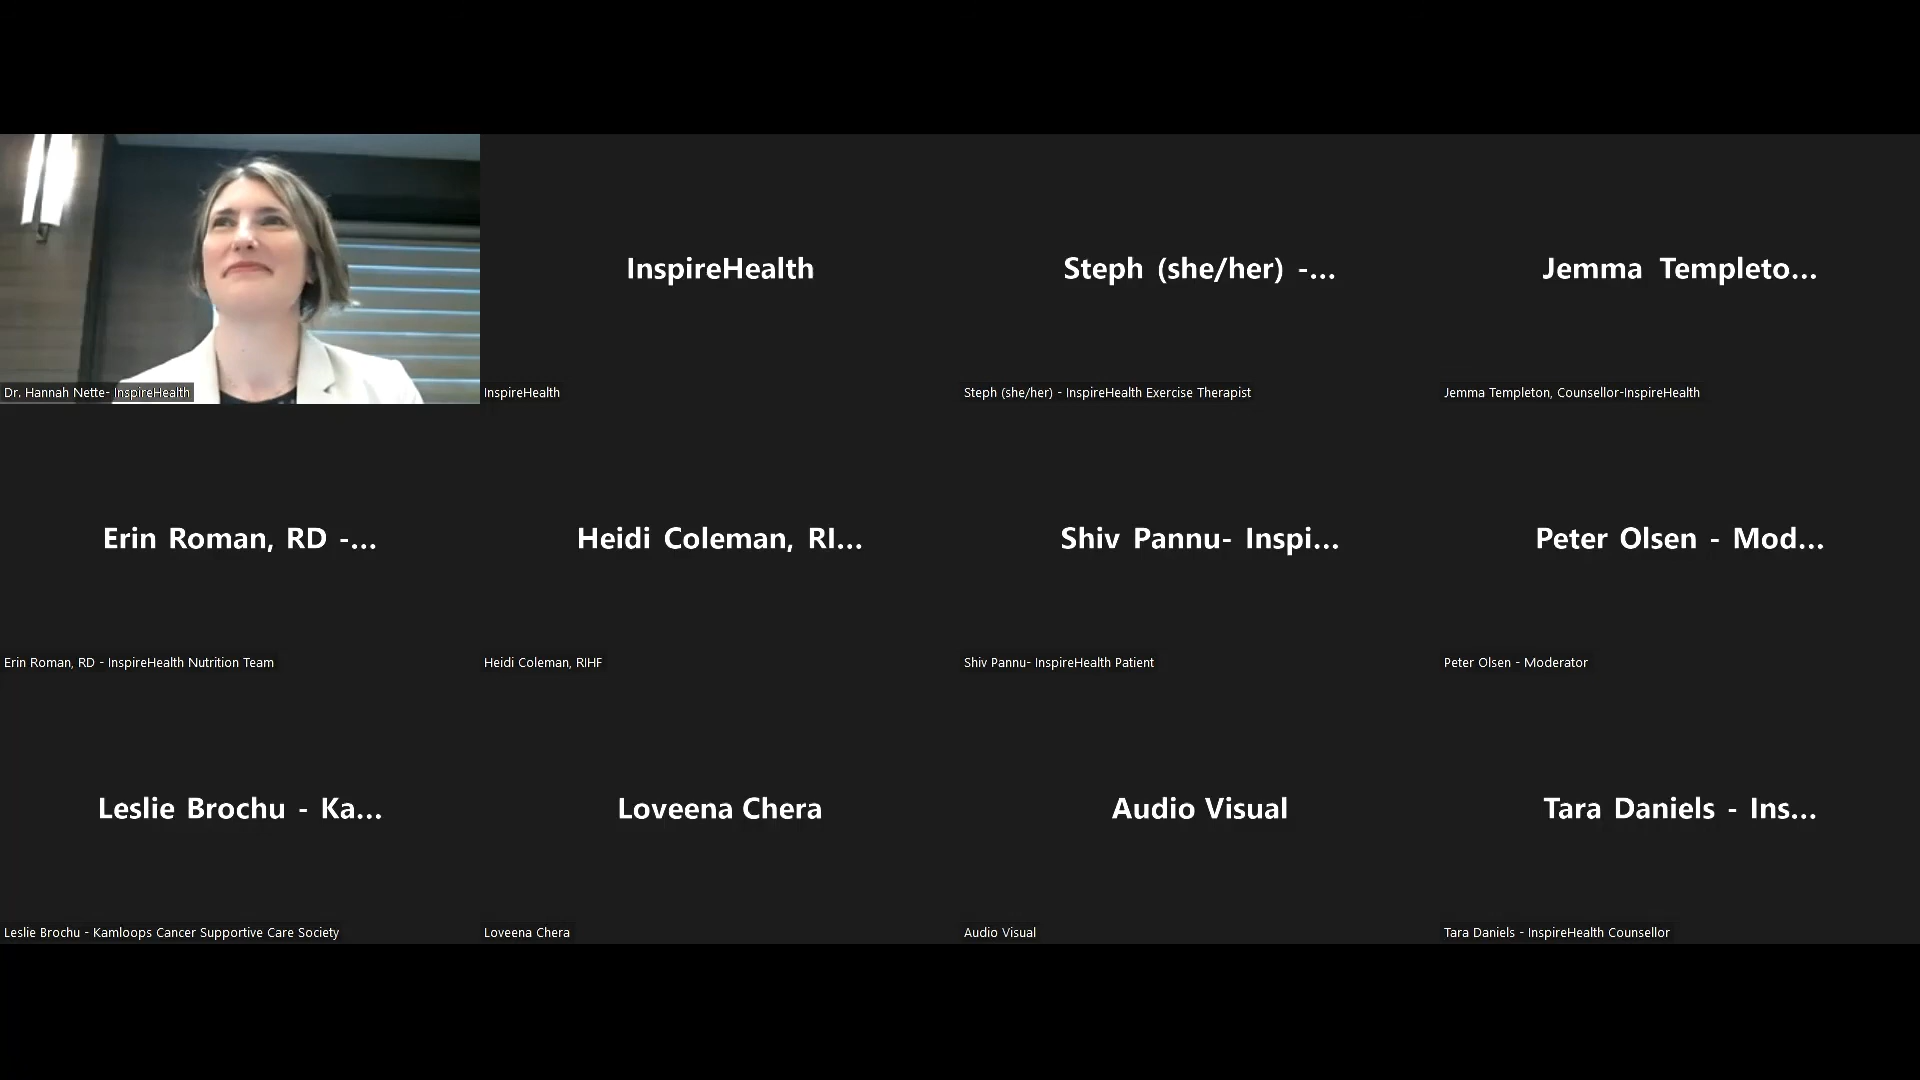 InspireHealth
Steph (she/her) -...
Jemma Templeto...
Dr. Hannah Nette- InspireHealth
InspireHealth
Steph (she/her) - InspireHealth Exercise Therapist
Jemma Templeton, Counsellor-InspireHealth
Erin Roman, RD -...
Heidi Coleman, RI...
Shiv Pannu- Inspi...
Peter Olsen - Mod...
Erin Roman, RD - InspireHealth Nutrition Team
Heidi Coleman, RIHF
Shiv Pannu- InspireHealth Patient
Peter Olsen - Moderator
Leslie Brochu - Ka...
Loveena Chera
Audio Visual
Tara Daniels - Ins...
Leslie Brochu - Kamloops Cancer Supportive Care Society
Loveena Chera
Audio Visual
Tara Daniels - InspireHealth Counsellor